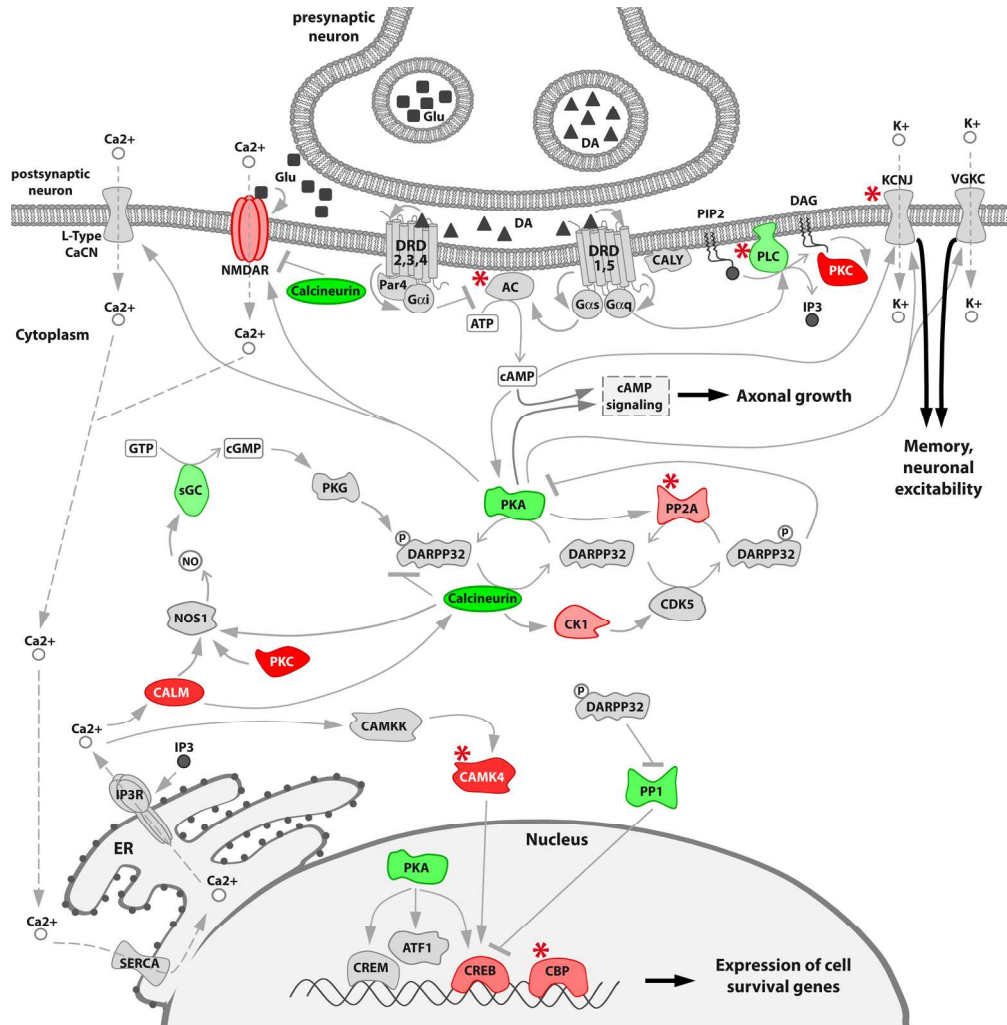 presynaptic
neuron
Glu
DA
Ca2+
Ca2+
Glu
K+
K+
postsynaptic
neuron
*
KCNJ
VGKC
DAG
PIP2
DA
L-Type
CaCN
DRD
2,3,4
DRD
1,5
CALY
*
PLC
PKC
NMDAR
Calcineurin
Par4
Gαi
*
AC
ATP
Gαs
Gαq
IP3
K+
K+
Ca2+
Cytoplasm
Ca2+
cAMP
cAMP
signaling
Axonal growth
Memory,
neuronal
excitability
GTP
cGMP
sGC
PKG
PKA
*
PP2A
P
DARPP32
DARPP32
P
DARPP32
NO
Calcineurin
CDK5
NOS1
CK1
Ca2+
PKC
CALM
P
DARPP32
Ca2+
CAMKK
IP3
*
CAMK4
PP1
IP3R
ER
Nucleus
PKA
Ca2+
Ca2+
ATF1
SERCA
CREM
CREB
*
CBP
Expression of cell
survival genes